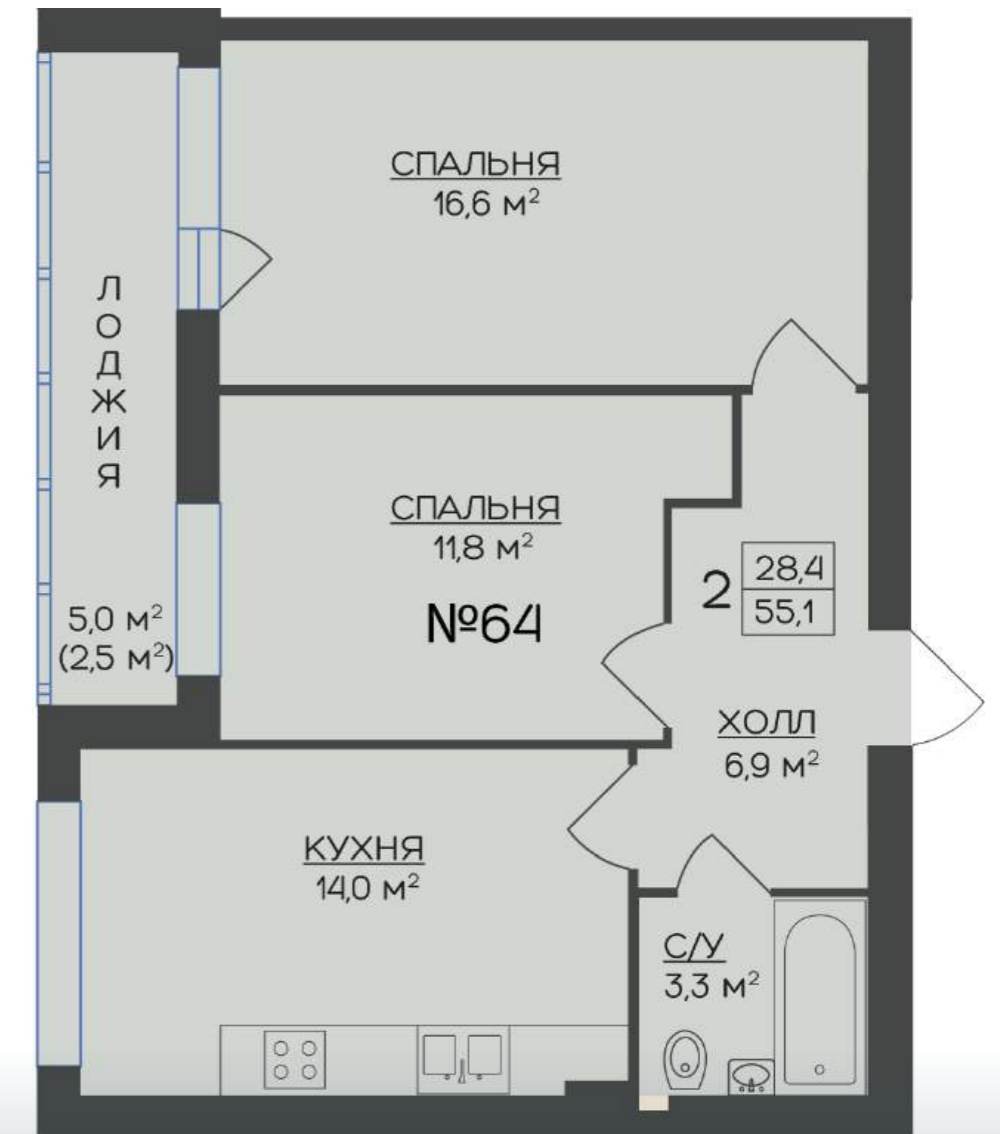 СПАЛЬНЯ
16,6 м²
ЛОДЖИЯ
5,0 м²
(2,5 м²)
СПАЛЬНЯ
11,8 м²
№64
2
28,4
55,1
ХОЛЛ
6,9 м²
КУХНЯ
14,0 м²
С/У
3,3 м²